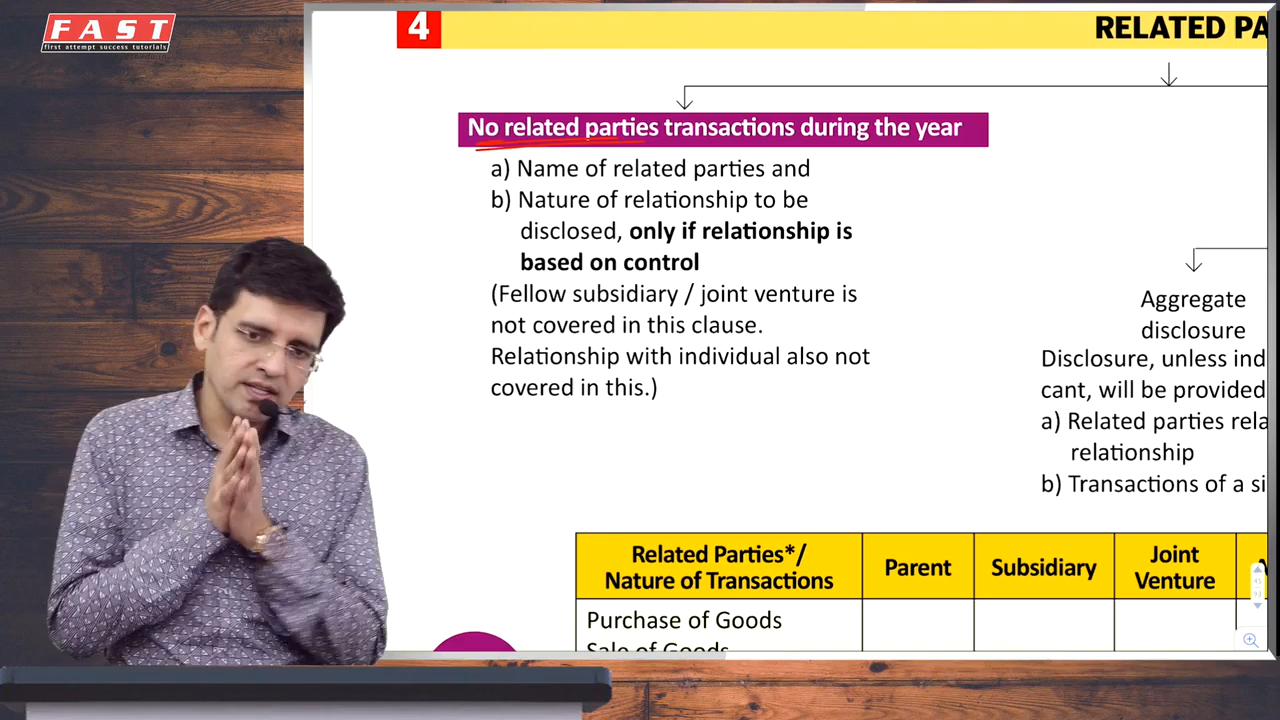 FAST
first attempt success tutorials
4
RELATED PA
No related parties transactions during the year
a) Name of related parties and
b) Nature of relationship to be
disclosed, only if relationship is
based on control
(Fellow subsidiary / joint venture is
not covered in this clause.
Relationship with individual also not
covered in this.)
Aggregate
disclosure
Disclosure, unless ind
cant, will be provided
a) Related parties rela
relationship
b) Transactions of a si
Related Parties*/
Nature of Transactions
Parent
Subsidiary
Joint
Venture
Purchase of Goods
Sale of Goods